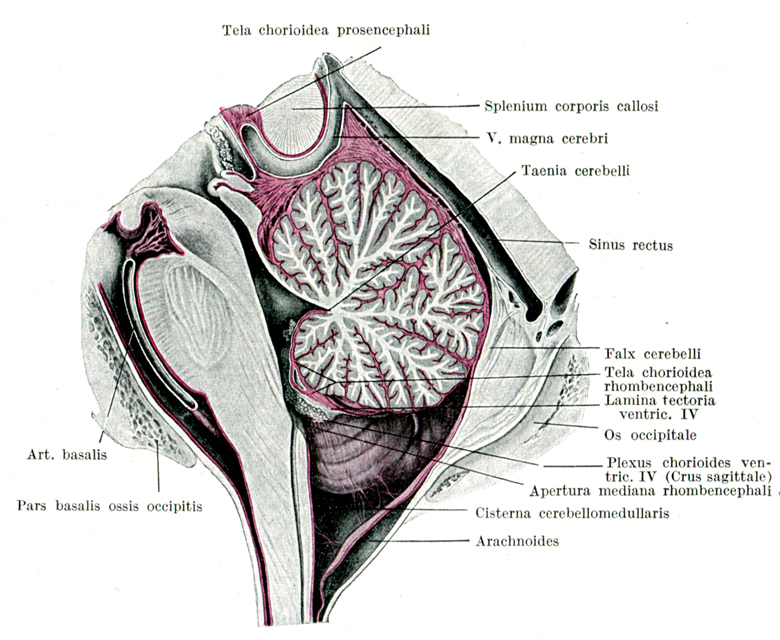 Tela chorioidea prosencephali
Splenium corporis callosi
V. magna cerebri
Taenia cerebelli
Sinus rectus
Falx cerebelli
Tela chorioidea
rhombencephali
Lamina tectoria
ventric. IV
Os occipitale
Art. basalis
Plexus chorioides ven-
tric. IV (Crus sagittale)
Apertura mediana rhombencephali
Pars basalis ossis occipitis
Cisterna cerebellomedullaris
Arachnoides